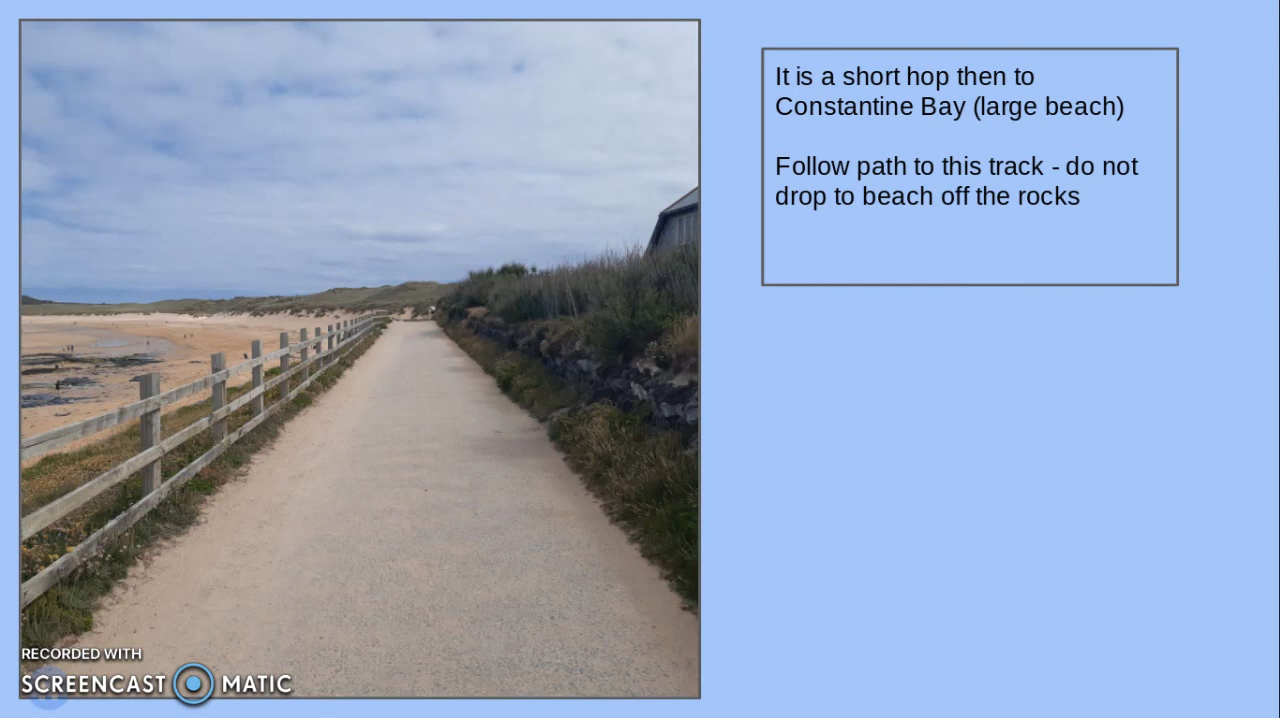 It is a short hop then to
Constantine Bay (large beach)
Follow path to this track - do not
drop to beach off the rocks
RECORDED WITH
SCREENCAST MATIC